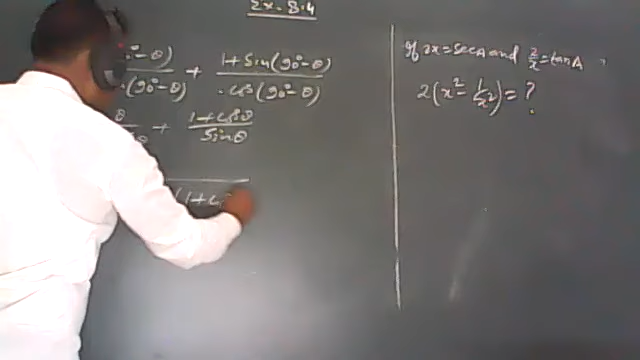 Ex. 8.4
° - θ) + 1 + Sin(90° - θ)
. (90° - θ) . Cos(90° - θ)
θ + 1 + Cosθ
θ Sinθ
(1 +
If 2x = SecA and 2/x = tanA
2(x² - 1/x²) = ?